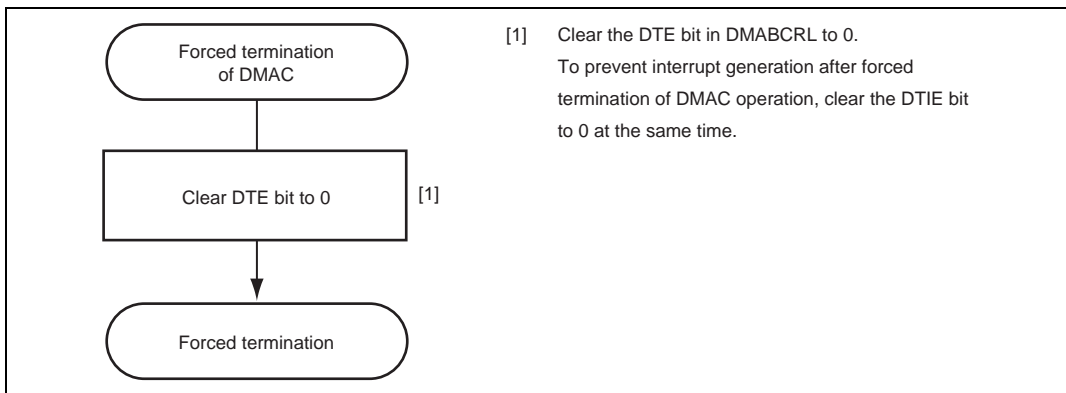 Forced termination
of DMAC
Clear DTE bit to 0
[1]
Forced termination
[1] Clear the DTE bit in DMABCRL to 0.
To prevent interrupt generation after forced
termination of DMAC operation, clear the DTIE bit
to 0 at the same time.